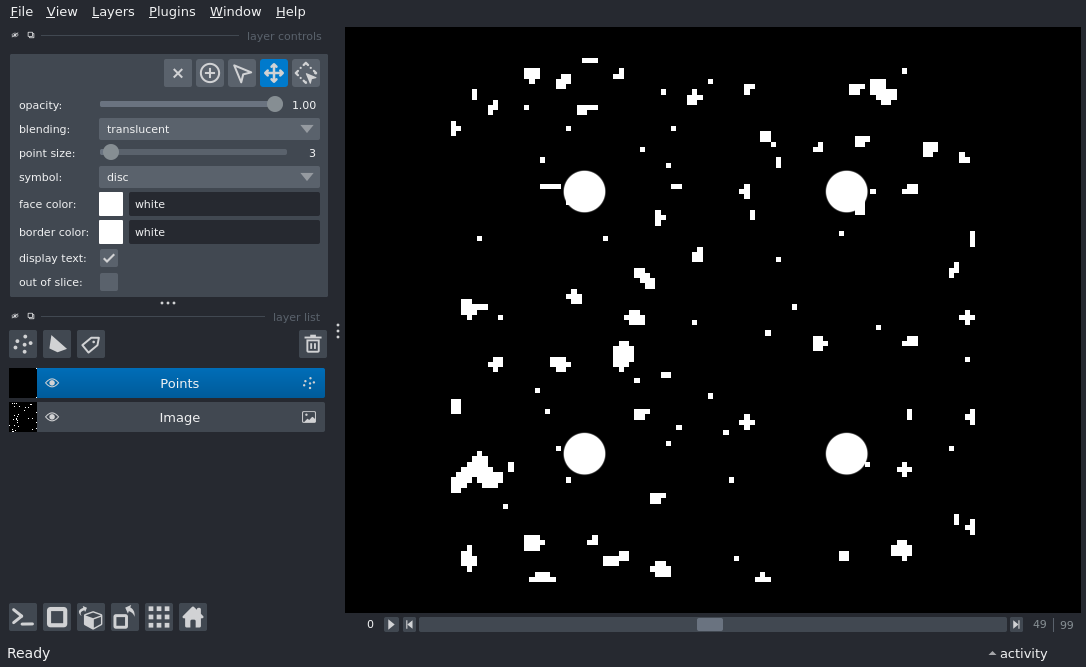 File View Layers Plugins Window Help
layer controls
opacity: 1.00
blending: translucent
point size: 3
symbol: disc
face color: white
border color: white
display text:
out of slice:
layer list
Points
Image
0 49 | 99
Ready activity